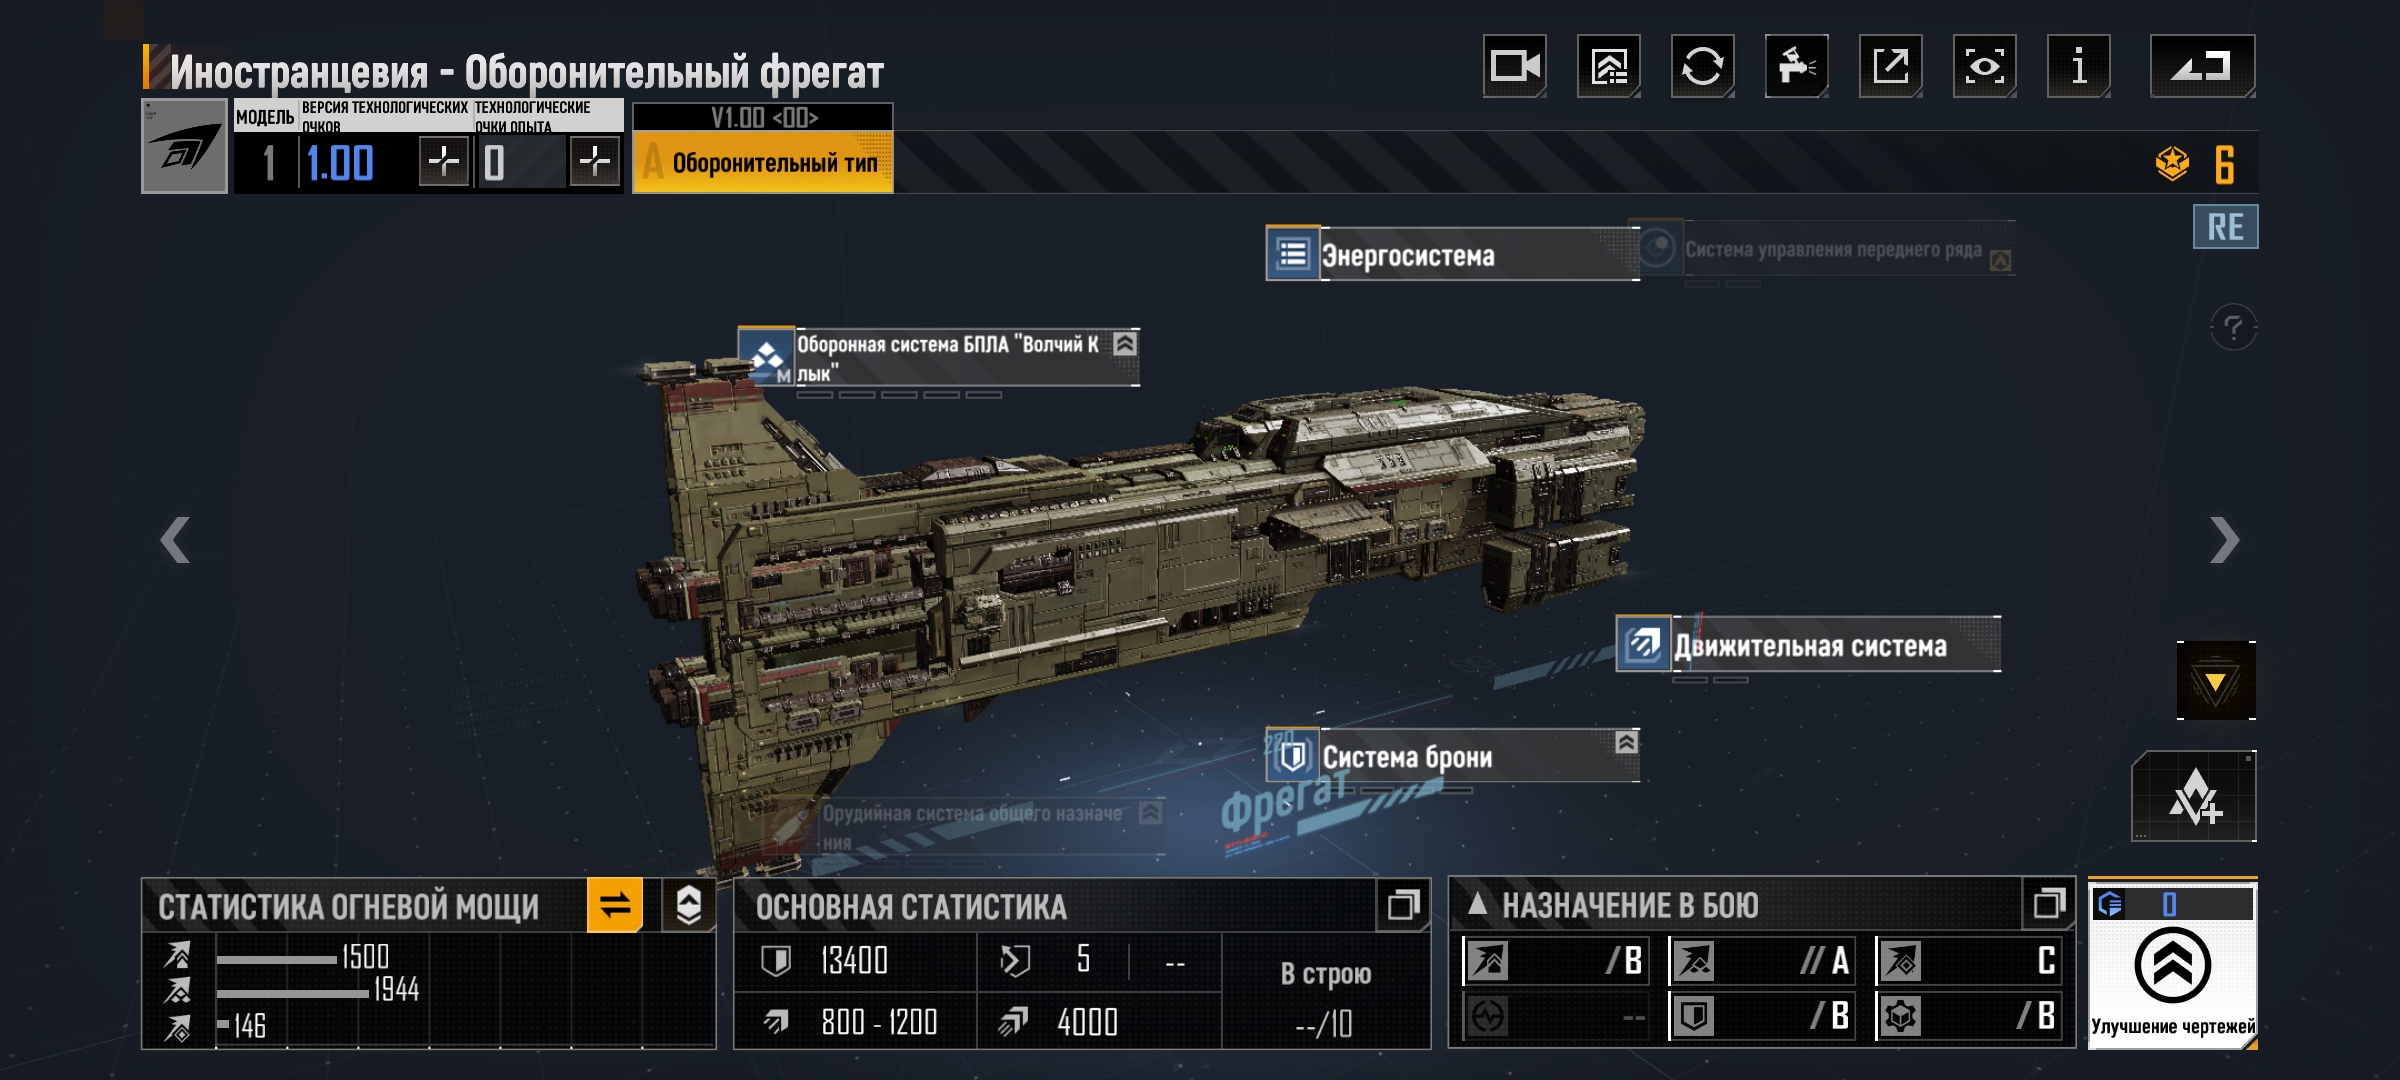 Иностранцевия - Оборонительный фрегат
МОДЕЛЬ
ВЕРСИЯ ТЕХНОЛОГИЧЕСКИХ
ОЧКОВ
ТЕХНОЛОГИЧЕСКИЕ
ОЧКИ ОПЫТА
1
1.00
0
V1.00 <00>
A Оборонительный тип
6
RE
Энергосистема
Система управления переднего ряда
?
Оборонная система БПЛА "Волчий К
лык"
M
Движительная система
220
Система брони
Фрегат
Орудийная система общего назначе
ния
СТАТИСТИКА ОГНЕВОЙ МОЩИ
1500
1944
146
ОСНОВНАЯ СТАТИСТИКА
13400
5
--
800 - 1200
4000
В строю
--/10
НАЗНАЧЕНИЕ В БОЮ
/ B
// A
C
--
/ B
/ B
0
Улучшение чертежей